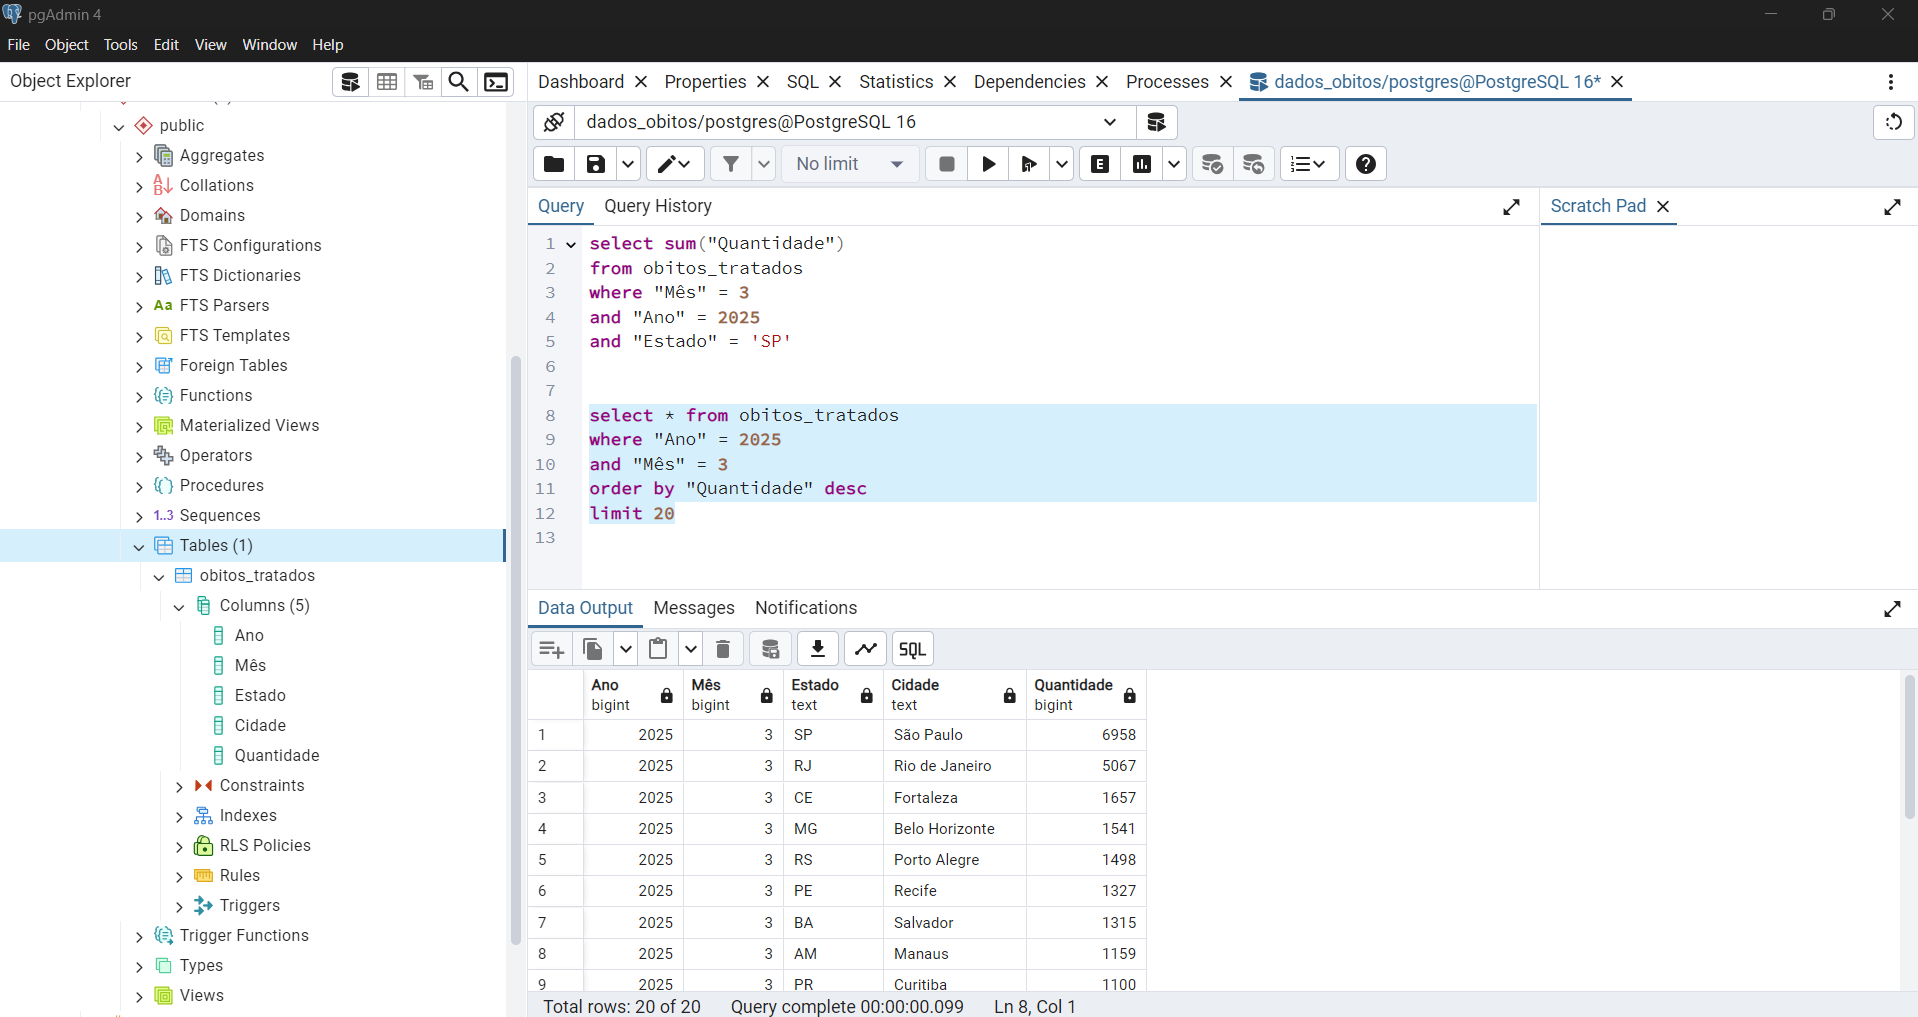 pgAdmin 4
File Object Tools Edit View Window Help
Object Explorer
public
Aggregates
Collations
Domains
FTS Configurations
FTS Dictionaries
Aa FTS Parsers
FTS Templates
Foreign Tables
Functions
Materialized Views
Operators
Procedures
1..3 Sequences
Tables (1)
obitos_tratados
Columns (5)
Ano
Mês
Estado
Cidade
Quantidade
Constraints
Indexes
RLS Policies
Rules
Triggers
Trigger Functions
Types
Views
Dashboard Properties SQL Statistics Dependencies Processes dados_obitos/postgres@PostgreSQL 16*
dados_obitos/postgres@PostgreSQL 16
No limit E
Query Query History
Scratch Pad
1 select sum("Quantidade")
2 from obitos_tratados
3 where "Mês" = 3
4 and "Ano" = 2025
5 and "Estado" = 'SP'
6
7
8 select * from obitos_tratados
9 where "Ano" = 2025
10 and "Mês" = 3
11 order by "Quantidade" desc
12 limit 20
13
Data Output Messages Notifications
SQL
Ano Mês Estado Cidade Quantidade
bigint bigint text text bigint
1 2025 3 SP São Paulo 6958
2 2025 3 RJ Rio de Janeiro 5067
3 2025 3 CE Fortaleza 1657
4 2025 3 MG Belo Horizonte 1541
5 2025 3 RS Porto Alegre 1498
6 2025 3 PE Recife 1327
7 2025 3 BA Salvador 1315
8 2025 3 AM Manaus 1159
9 2025 3 PR Curitiba 1100
Total rows: 20 of 20 Query complete 00:00:00.099 Ln 8, Col 1